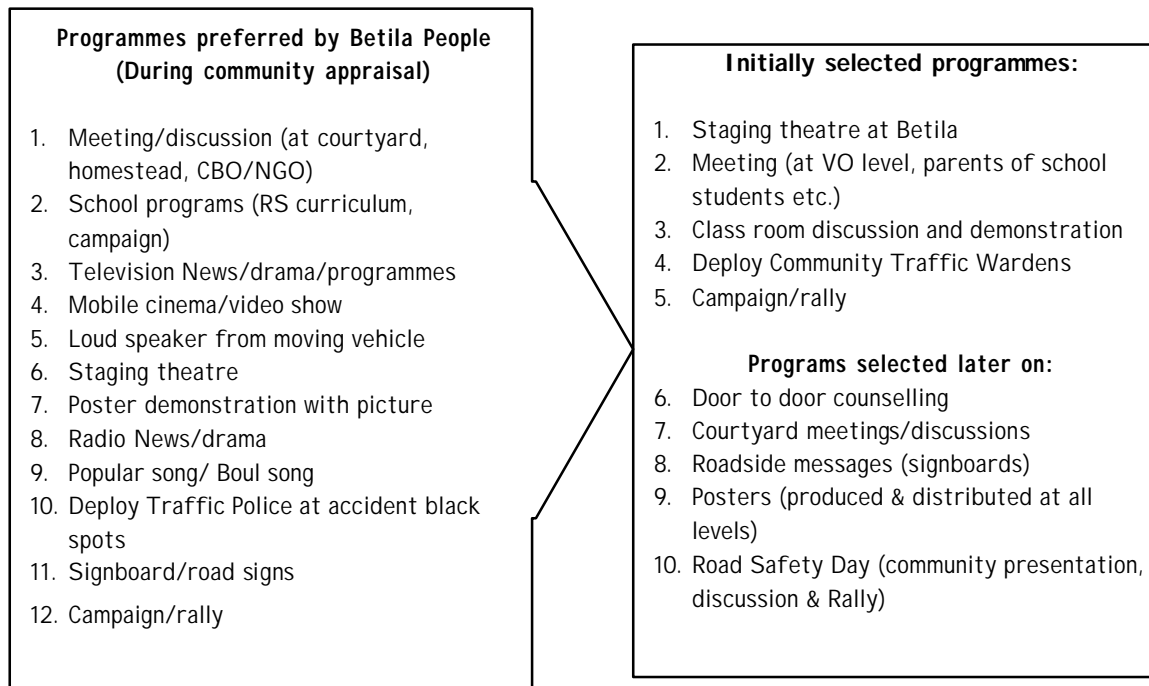 Programmes preferred by Betila People
(During community appraisal)
1. Meeting/discussion (at courtyard,
homestead, CBO/NGO)
2. School programs (RS curriculum,
campaign)
3. Television News/drama/programmes
4. Mobile cinema/video show
5. Loud speaker from moving vehicle
6. Staging theatre
7. Poster demonstration with picture
8. Radio News/drama
9. Popular song/ Boul song
10. Deploy Traffic Police at accident black
spots
11. Signboard/road signs
12. Campaign/rally
Initially selected programmes:
1. Staging theatre at Betila
2. Meeting (at VO level, parents of school
students etc.)
3. Class room discussion and demonstration
4. Deploy Community Traffic Wardens
5. Campaign/rally
Programs selected later on:
6. Door to door counselling
7. Courtyard meetings/discussions
8. Roadside messages (signboards)
9. Posters (produced & distributed at all
levels)
10. Road Safety Day (community presentation,
discussion & Rally)